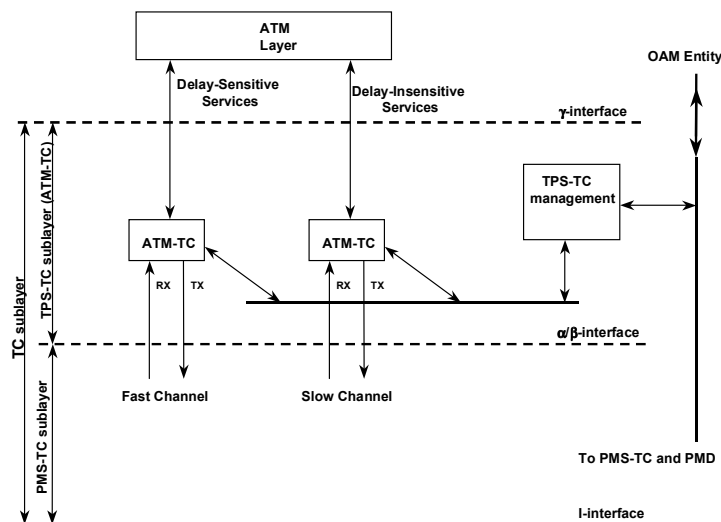 ATM
Layer
OAM Entity
Delay-Sensitive
Services
Delay-Insensitive
Services
γ-interface
TPS-TC
management
ATM-TC
ATM-TC
RX
TX
RX
TX
TC sublayer
TPS-TC sublayer (ATM-TC)
α/β-interface
Fast Channel
Slow Channel
PMS-TC sublayer
To PMS-TC and PMD
I-interface